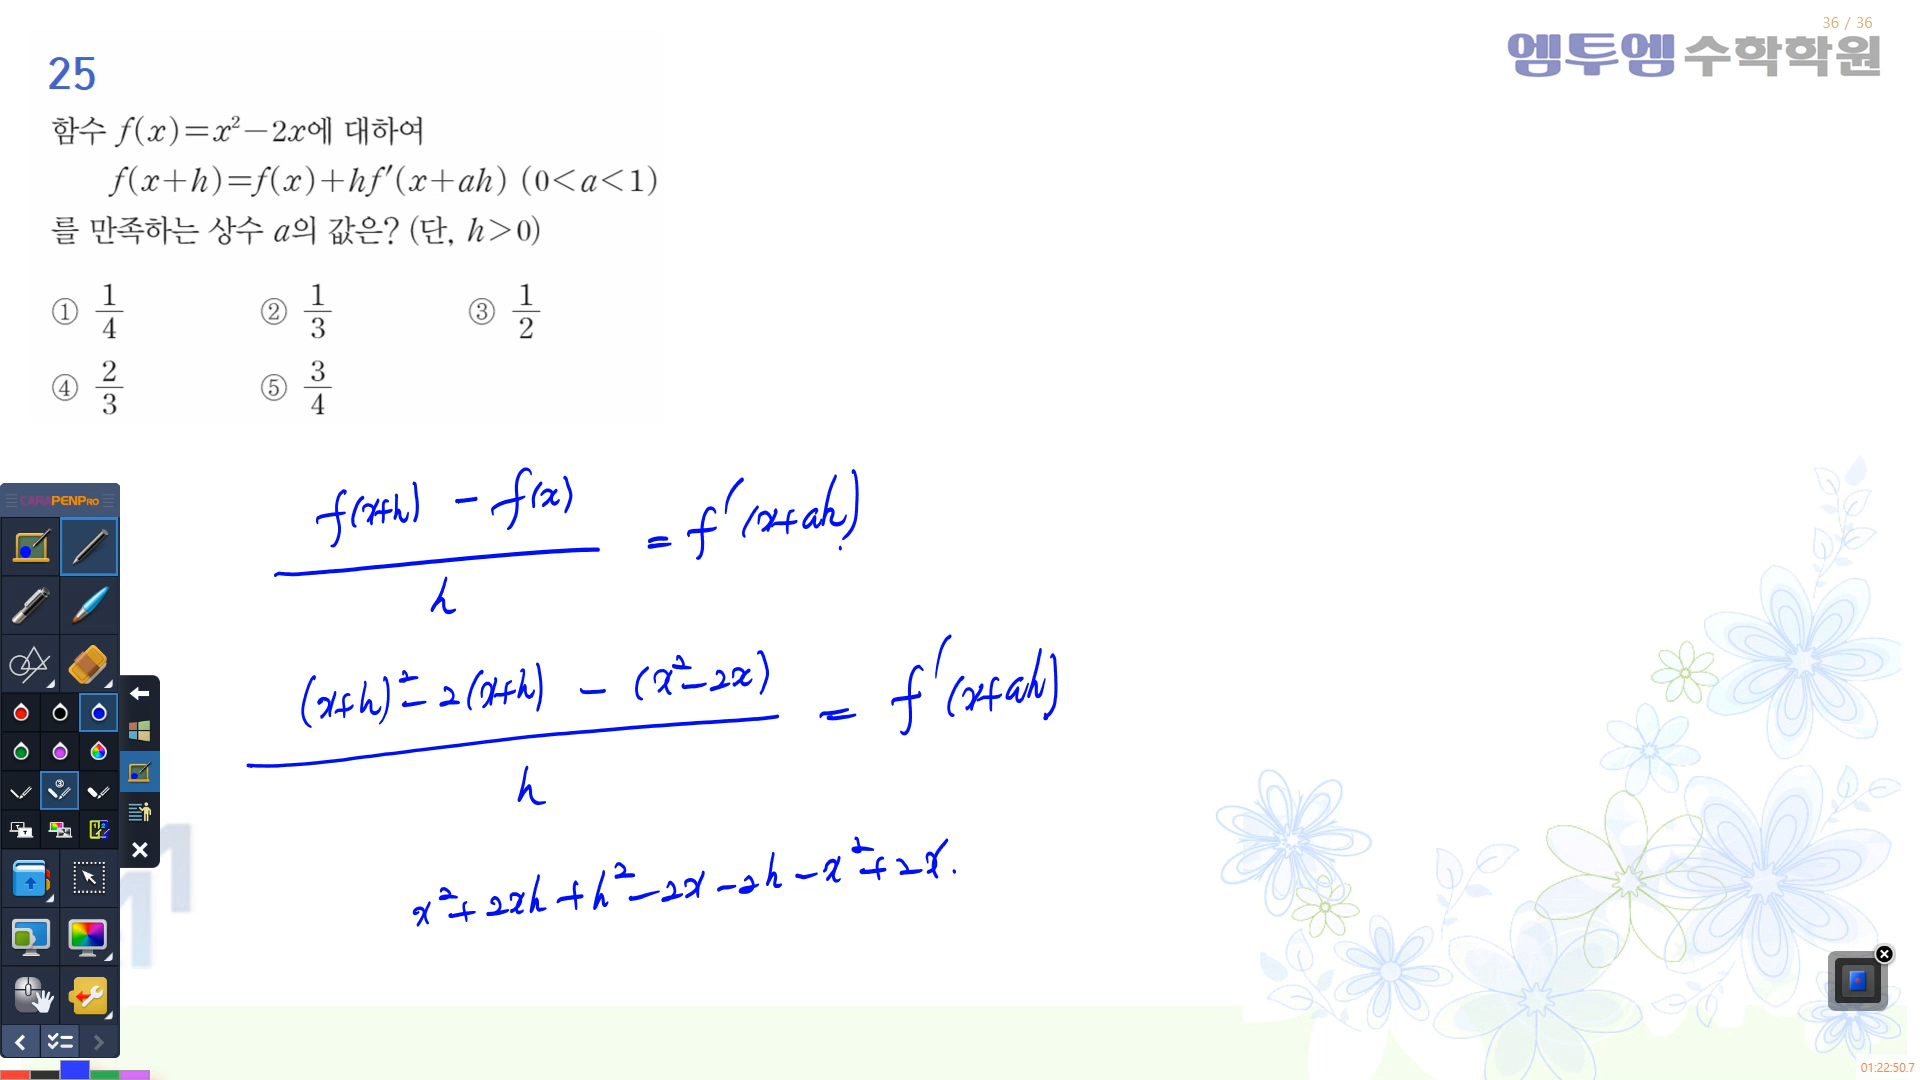 36 / 36
엠투엠 수학학원
25
함수 f(x)=x²-2x에 대하여
f(x+h)=f(x)+hf′(x+ah) (0<a<1)
를 만족하는 상수 a의 값은? (단, h>0)
① 1/4 ② 1/3 ③ 1/2
④ 2/3 ⑤ 3/4
(f(x+h) - f(x))/h = f′(x+ah)
((x+h)²-2(x+h) - (x²-2x))/h = f′(x+ah)
x²+2xh+h²-2x-2h-x²+2x.
CARAPENPRO
01:22:50.7